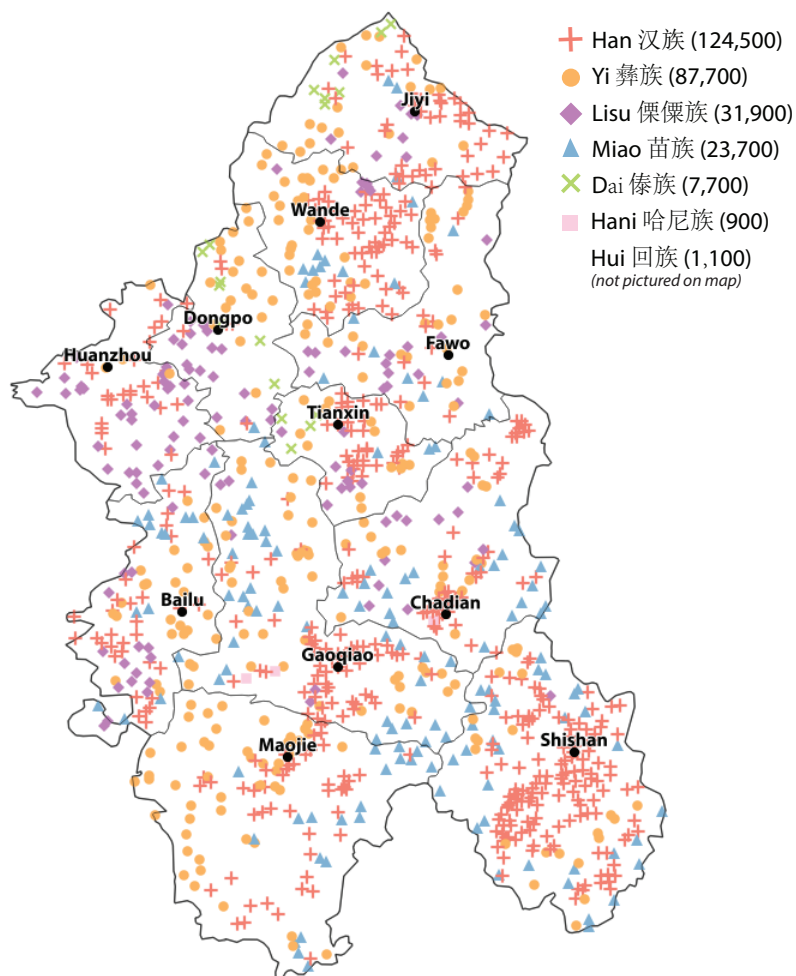 Han 汉族 (124,500)
Yi 彝族 (87,700)
Lisu 傈僳族 (31,900)
Miao 苗族 (23,700)
Dai 傣族 (7,700)
Hani 哈尼族 (900)
Hui 回族 (1,100)
(not pictured on map)
Jiyi
Wande
Dongpo
Fawo
Huanzhou
Tianxin
Bailu
Chadian
Gaoqiao
Maojie
Shishan